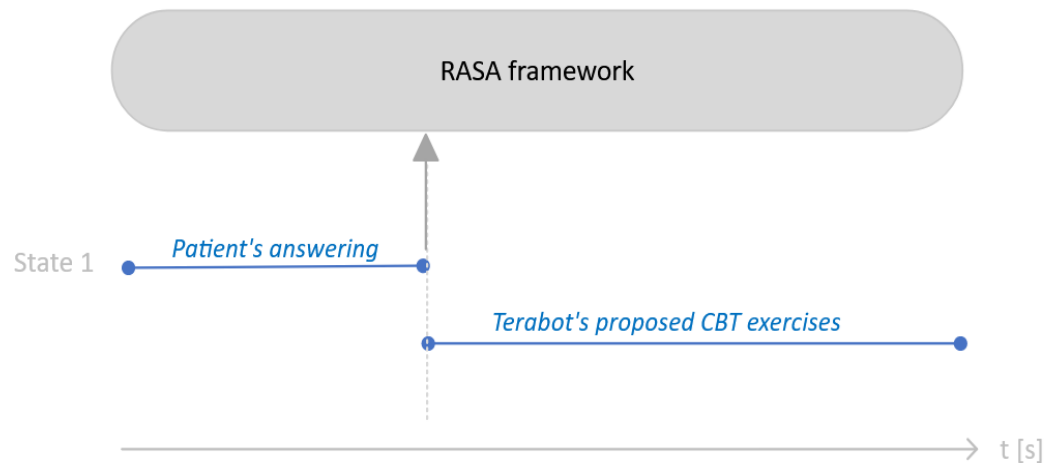 RASA framework
Patient's answering
State 1
Terabot's proposed CBT exercises
t [s]